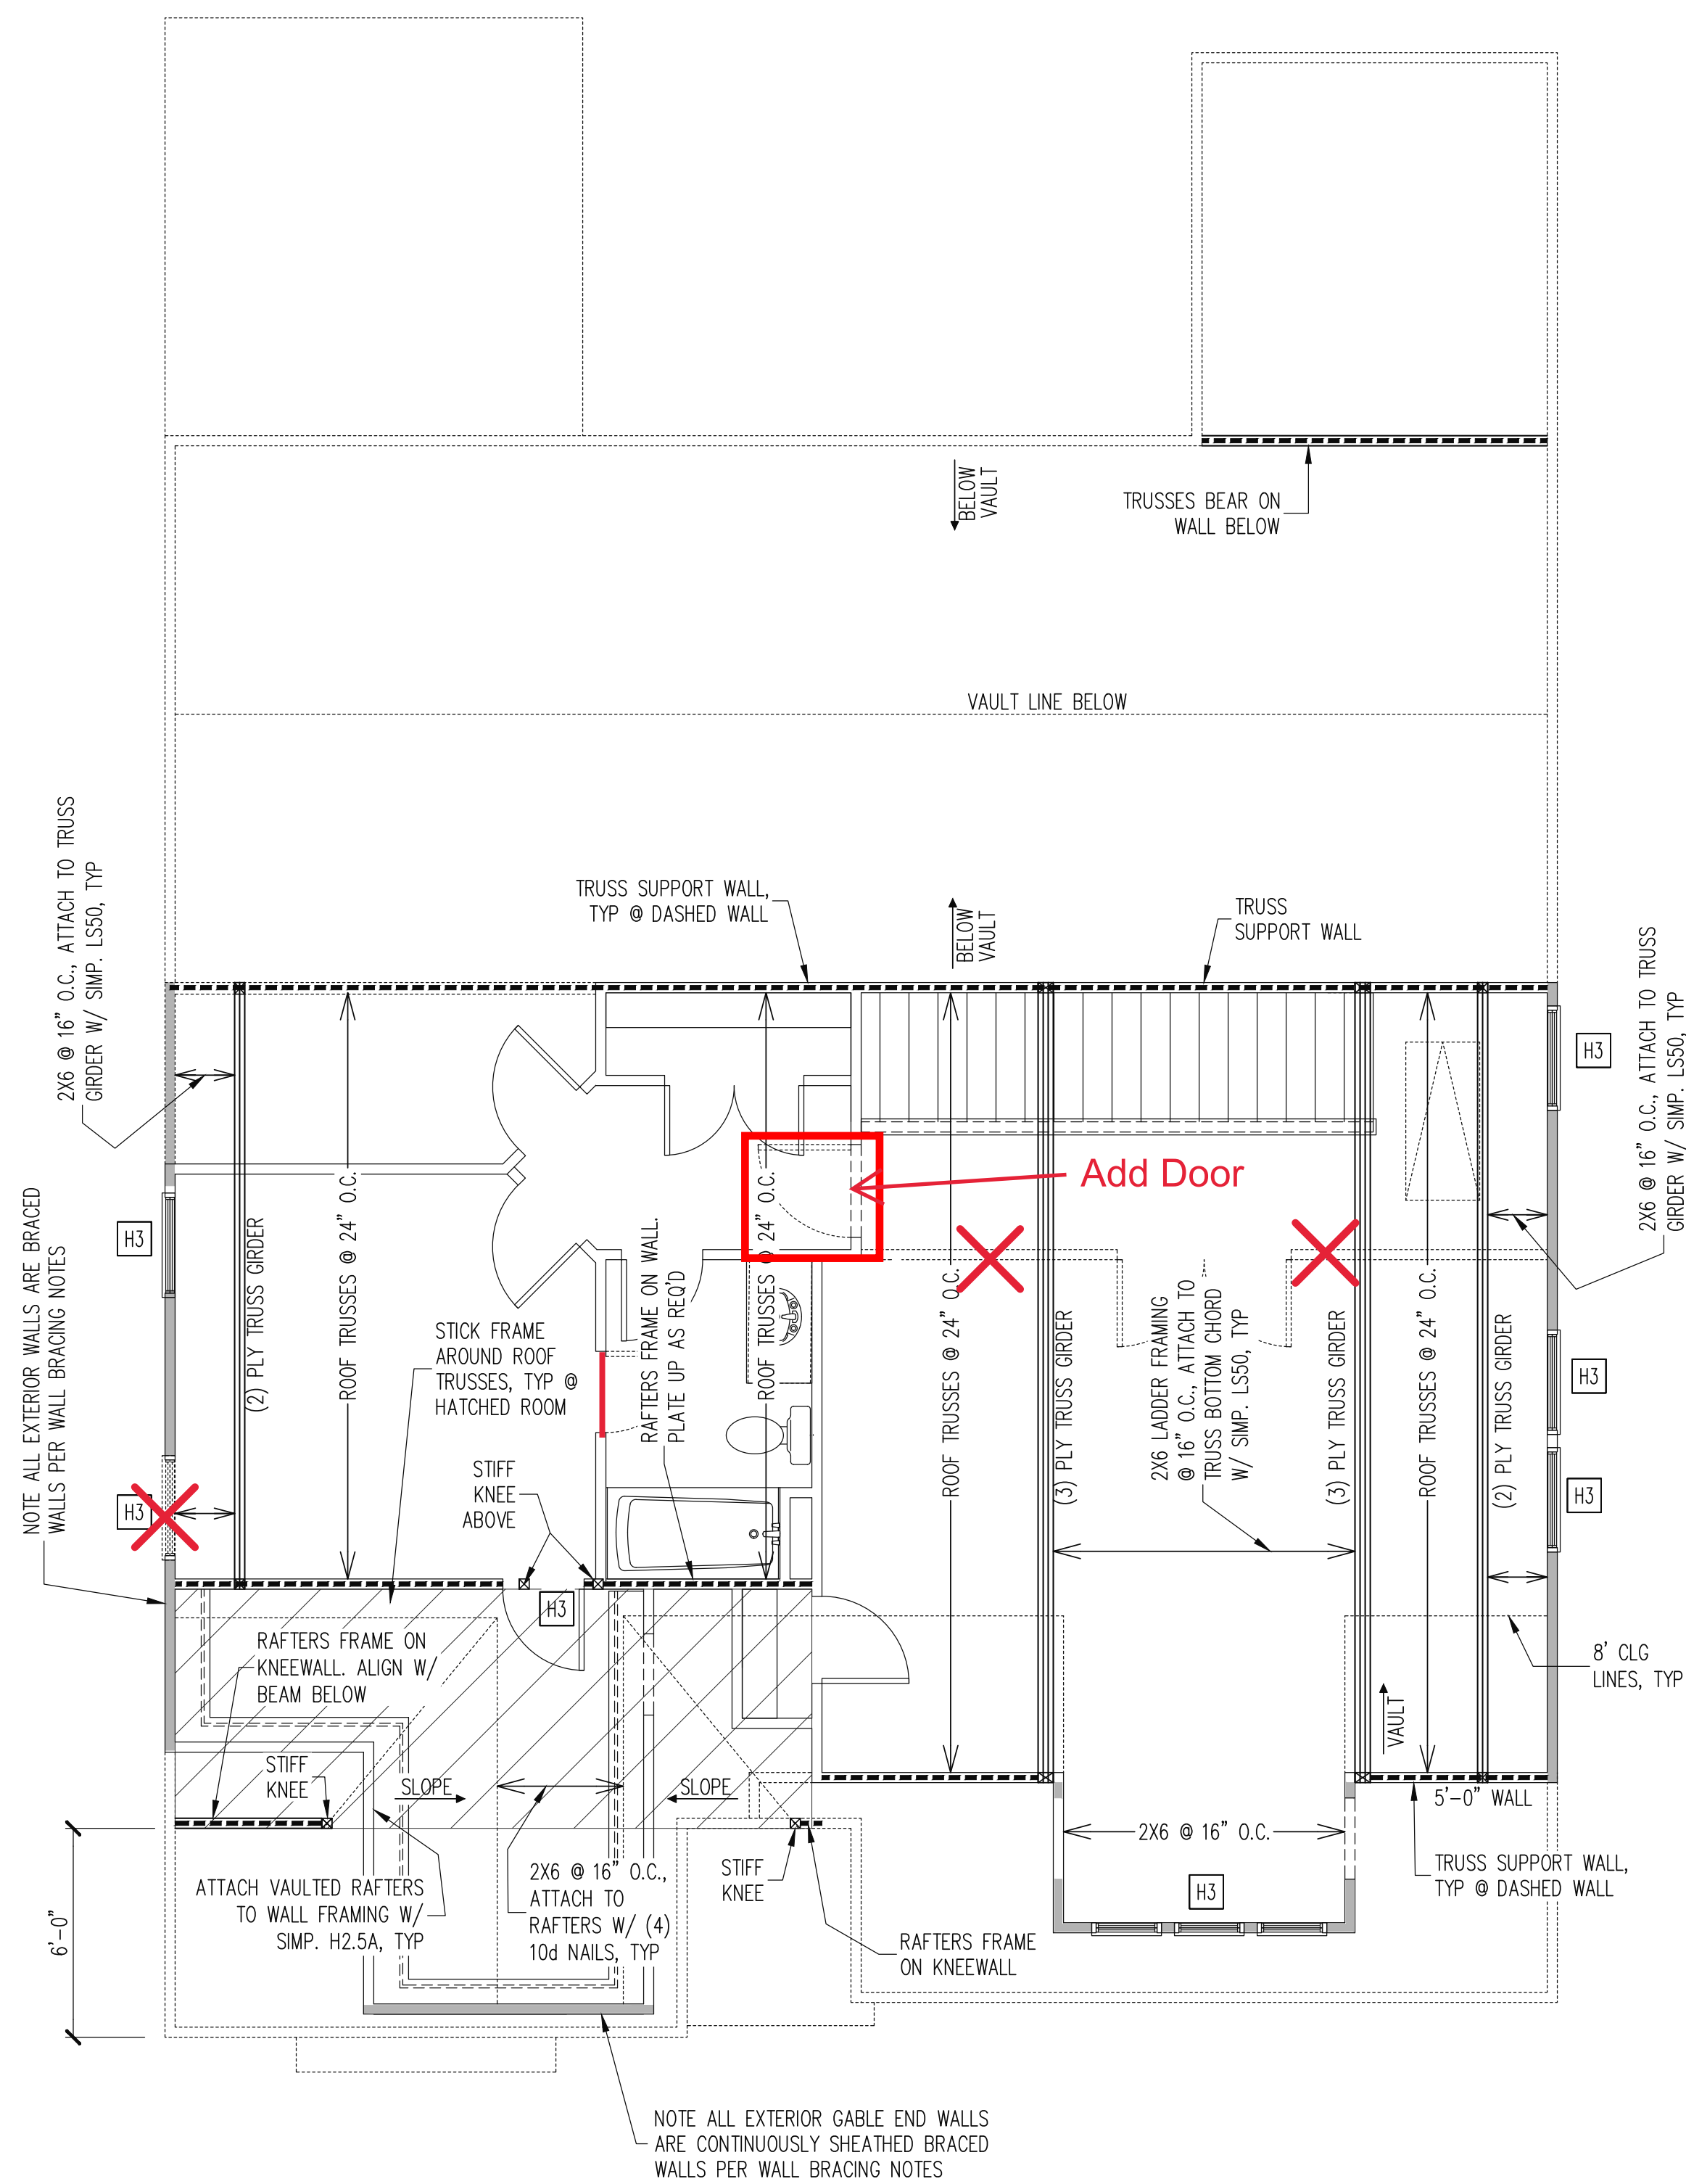 BELOW
VAULT
TRUSSES BEAR ON
WALL BELOW
VAULT LINE BELOW
2X6 @ 16" O.C., ATTACH TO TRUSS
GIRDER W/ SIMP. LS50, TYP
TRUSS SUPPORT WALL,
TYP @ DASHED WALL
BELOW
VAULT
TRUSS
SUPPORT WALL
2X6 @ 16" O.C., ATTACH TO TRUSS
GIRDER W/ SIMP. LS50, TYP
H3
Add Door
NOTE ALL EXTERIOR WALLS ARE BRACED
WALLS PER WALL BRACING NOTES
H3
(2) PLY TRUSS GIRDER
ROOF TRUSSES @ 24" O.C.
STICK FRAME
AROUND ROOF
TRUSSES, TYP @
HATCHED ROOM
RAFTERS FRAME ON WALL.
PLATE UP AS REQ'D
ROOF TRUSSES @ 24" O.C.
ROOF TRUSSES @ 24" O.C.
(3) PLY TRUSS GIRDER
2X6 LADDER FRAMING
@ 16" O.C., ATTACH TO
TRUSS BOTTOM CHORD
W/ SIMP. LS50, TYP
(3) PLY TRUSS GIRDER
ROOF TRUSSES @ 24" O.C.
(2) PLY TRUSS GIRDER
H3
H3
H3
STIFF
KNEE
ABOVE
H3
RAFTERS FRAME ON
KNEEWALL. ALIGN W/
BEAM BELOW
8' CLG
LINES, TYP
VAULT
STIFF
KNEE
SLOPE
SLOPE
5'-0" WALL
2X6 @ 16" O.C.
6'-0"
ATTACH VAULTED RAFTERS
TO WALL FRAMING W/
SIMP. H2.5A, TYP
2X6 @ 16" O.C.,
ATTACH TO
RAFTERS W/ (4)
10d NAILS, TYP
STIFF
KNEE
H3
TRUSS SUPPORT WALL,
TYP @ DASHED WALL
RAFTERS FRAME
ON KNEEWALL
NOTE ALL EXTERIOR GABLE END WALLS
ARE CONTINUOUSLY SHEATHED BRACED
WALLS PER WALL BRACING NOTES